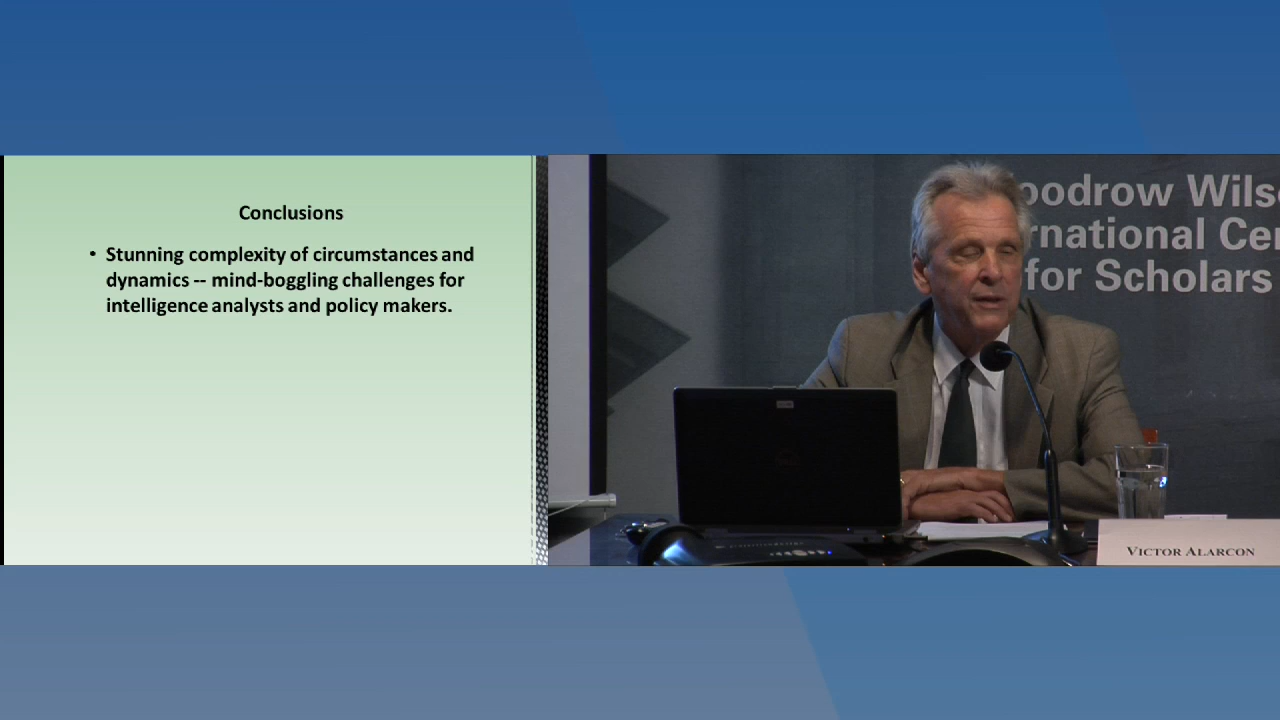 Conclusions
• Stunning complexity of circumstances and
dynamics -- mind-boggling challenges for
intelligence analysts and policy makers.
oodrow Wils
rnational Cen
for Scholars
VICTOR ALARCON